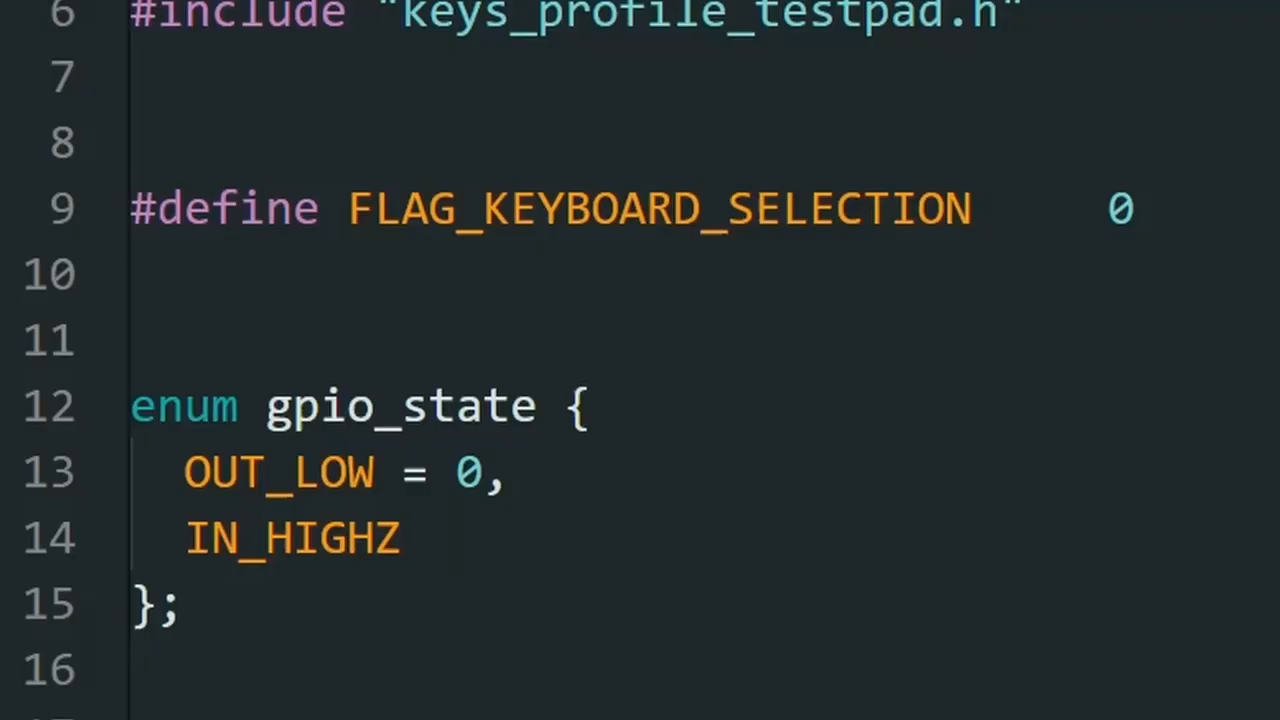 6 #include "keys_profile_testpad.h"
7
8
9 #define FLAG_KEYBOARD_SELECTION     0
10
11
12 enum gpio_state {
13   OUT_LOW = 0,
14   IN_HIGHZ
15 };
16